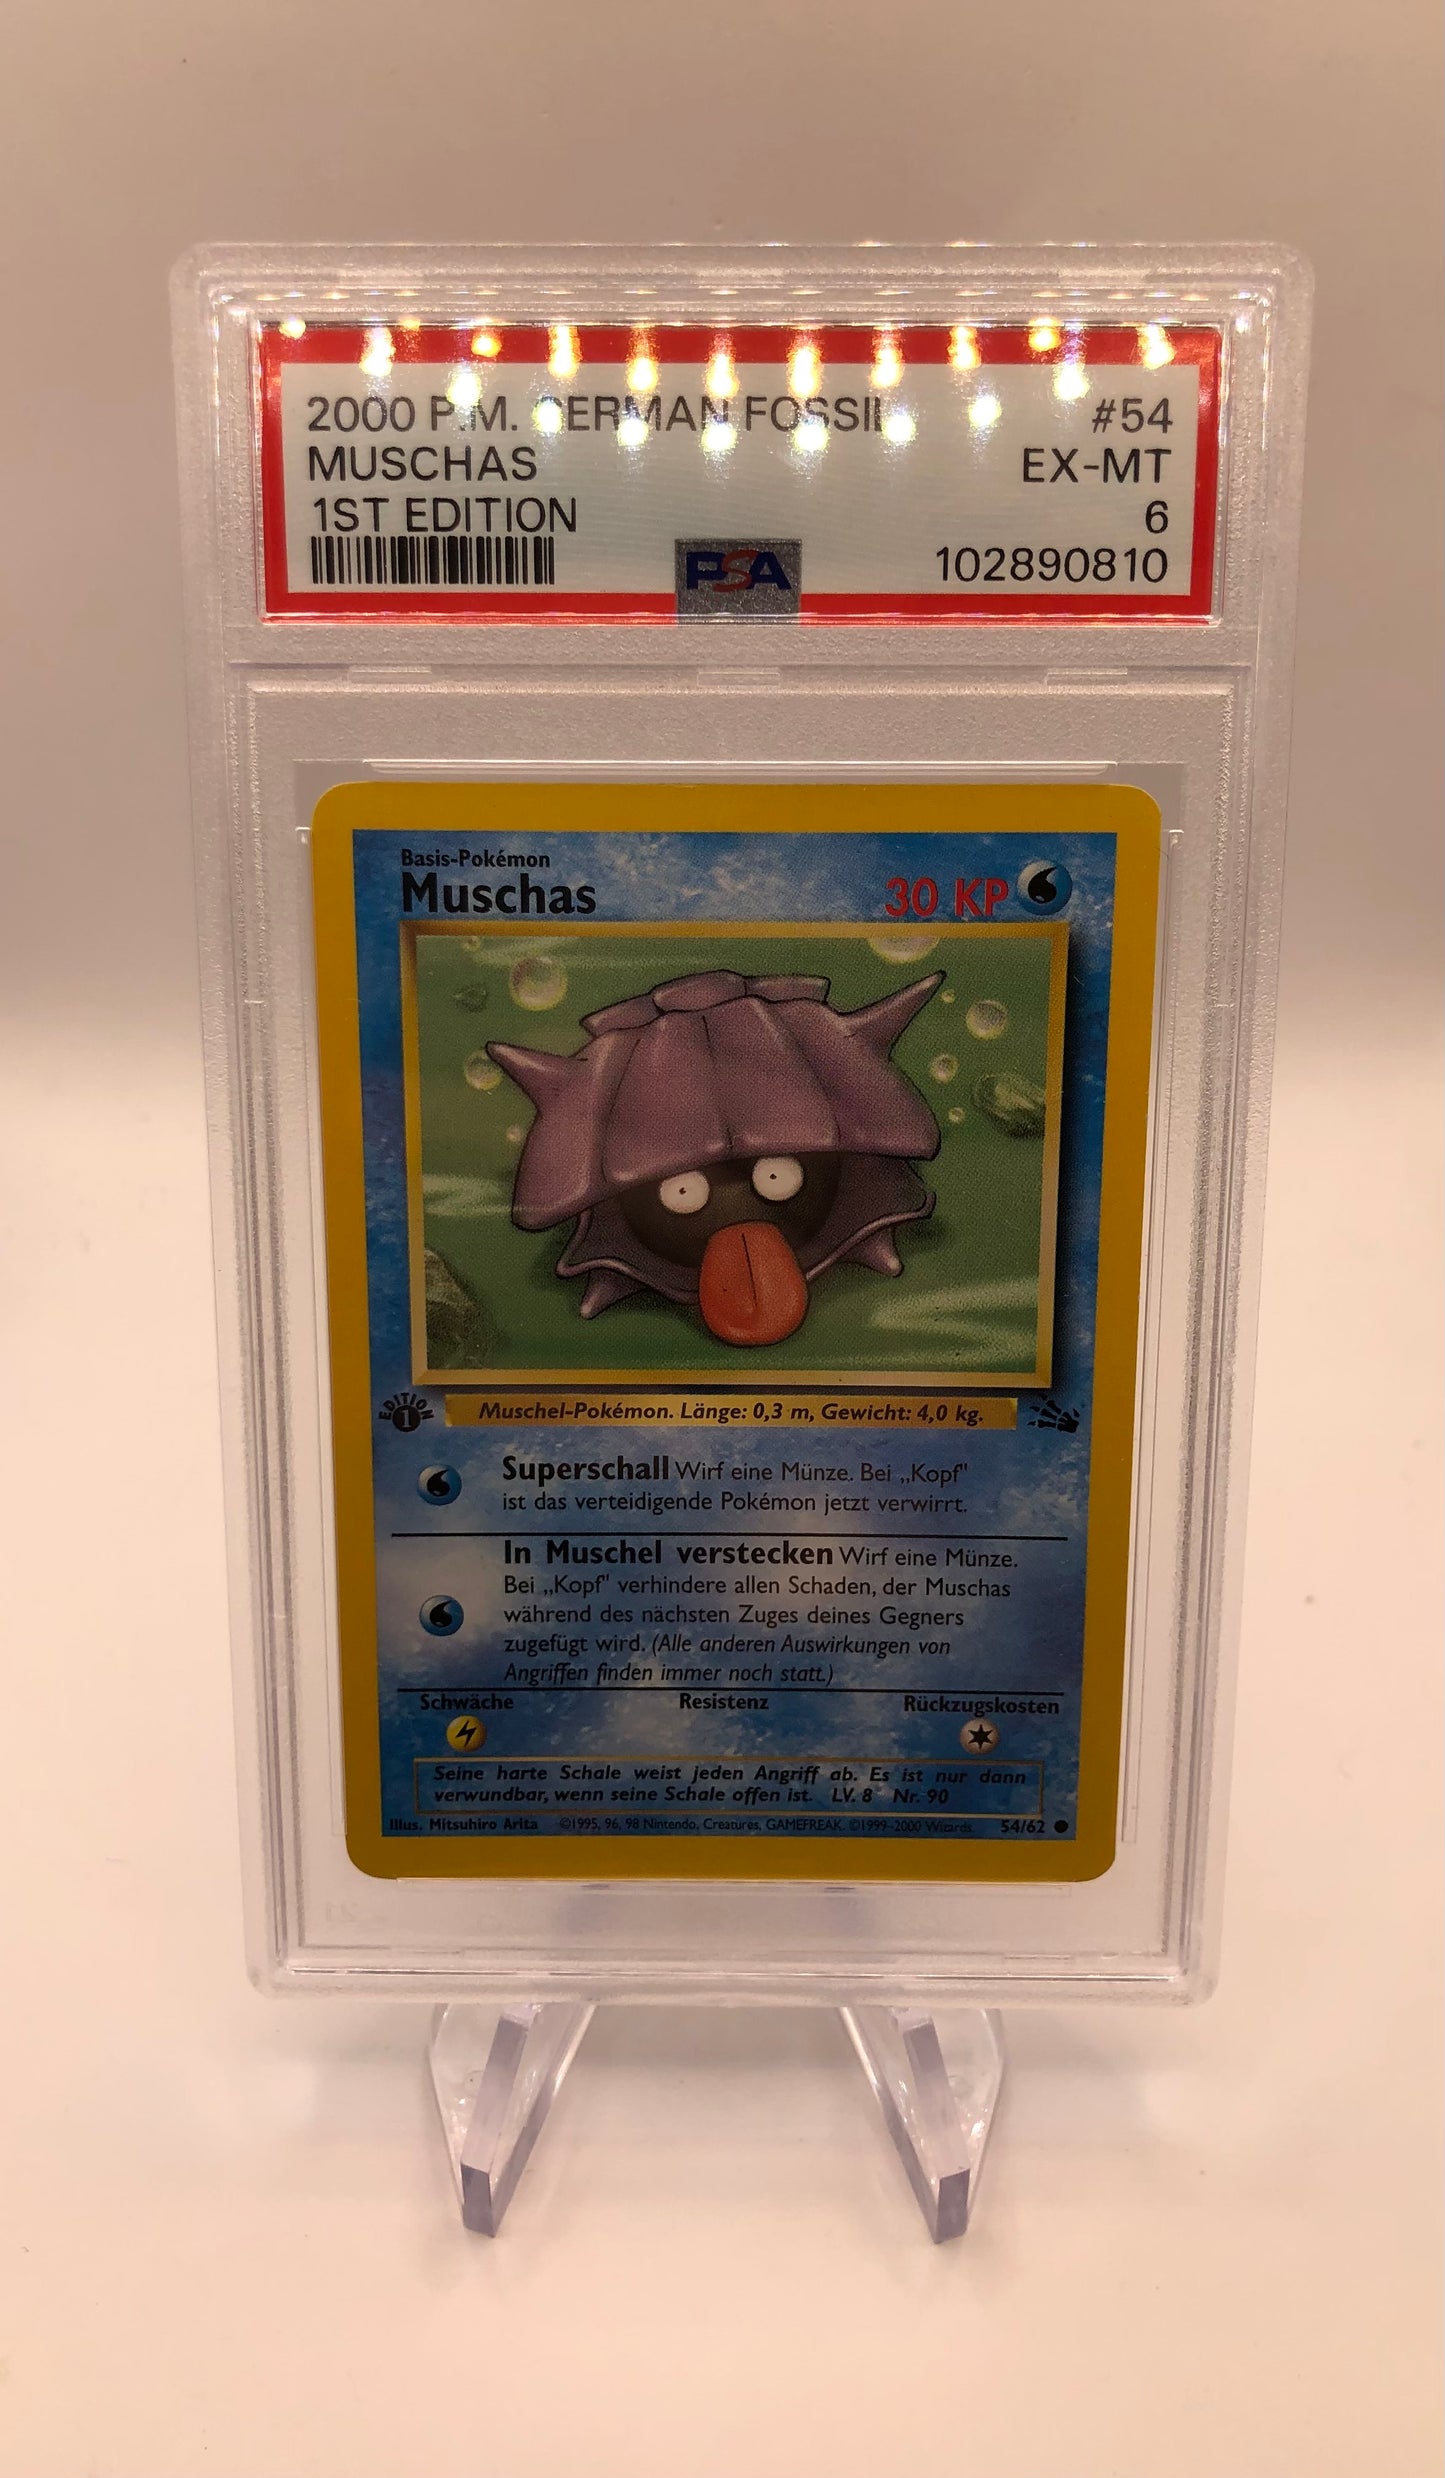 2000 P.M. GERMAN FOSSIL #54
MUSCHAS EX-MT
1ST EDITION 6
PSA 102890810
Basis-Pokémon
Muschas 30 KP
EDITION 1
Muschel-Pokémon. Länge: 0,3 m, Gewicht: 4,0 kg.
Superschall Wirf eine Münze. Bei „Kopf"
ist das verteidigende Pokémon jetzt verwirrt.
In Muschel verstecken Wirf eine Münze.
Bei „Kopf" verhindere allen Schaden, der Muschas
während des nächsten Zuges deines Gegners
zugefügt wird. (Alle anderen Auswirkungen von
Angriffen finden immer noch statt.)
Schwäche Resistenz Rückzugskosten
Seine harte Schale weist jeden Angriff ab. Es ist nur dann
verwundbar, wenn seine Schale offen ist. LV. 8 Nr. 90
Illus. Mitsuhiro Arita ©1995, 96, 98 Nintendo, Creatures, GAMEFREAK. ©1999-2000 Wizards. 54/62